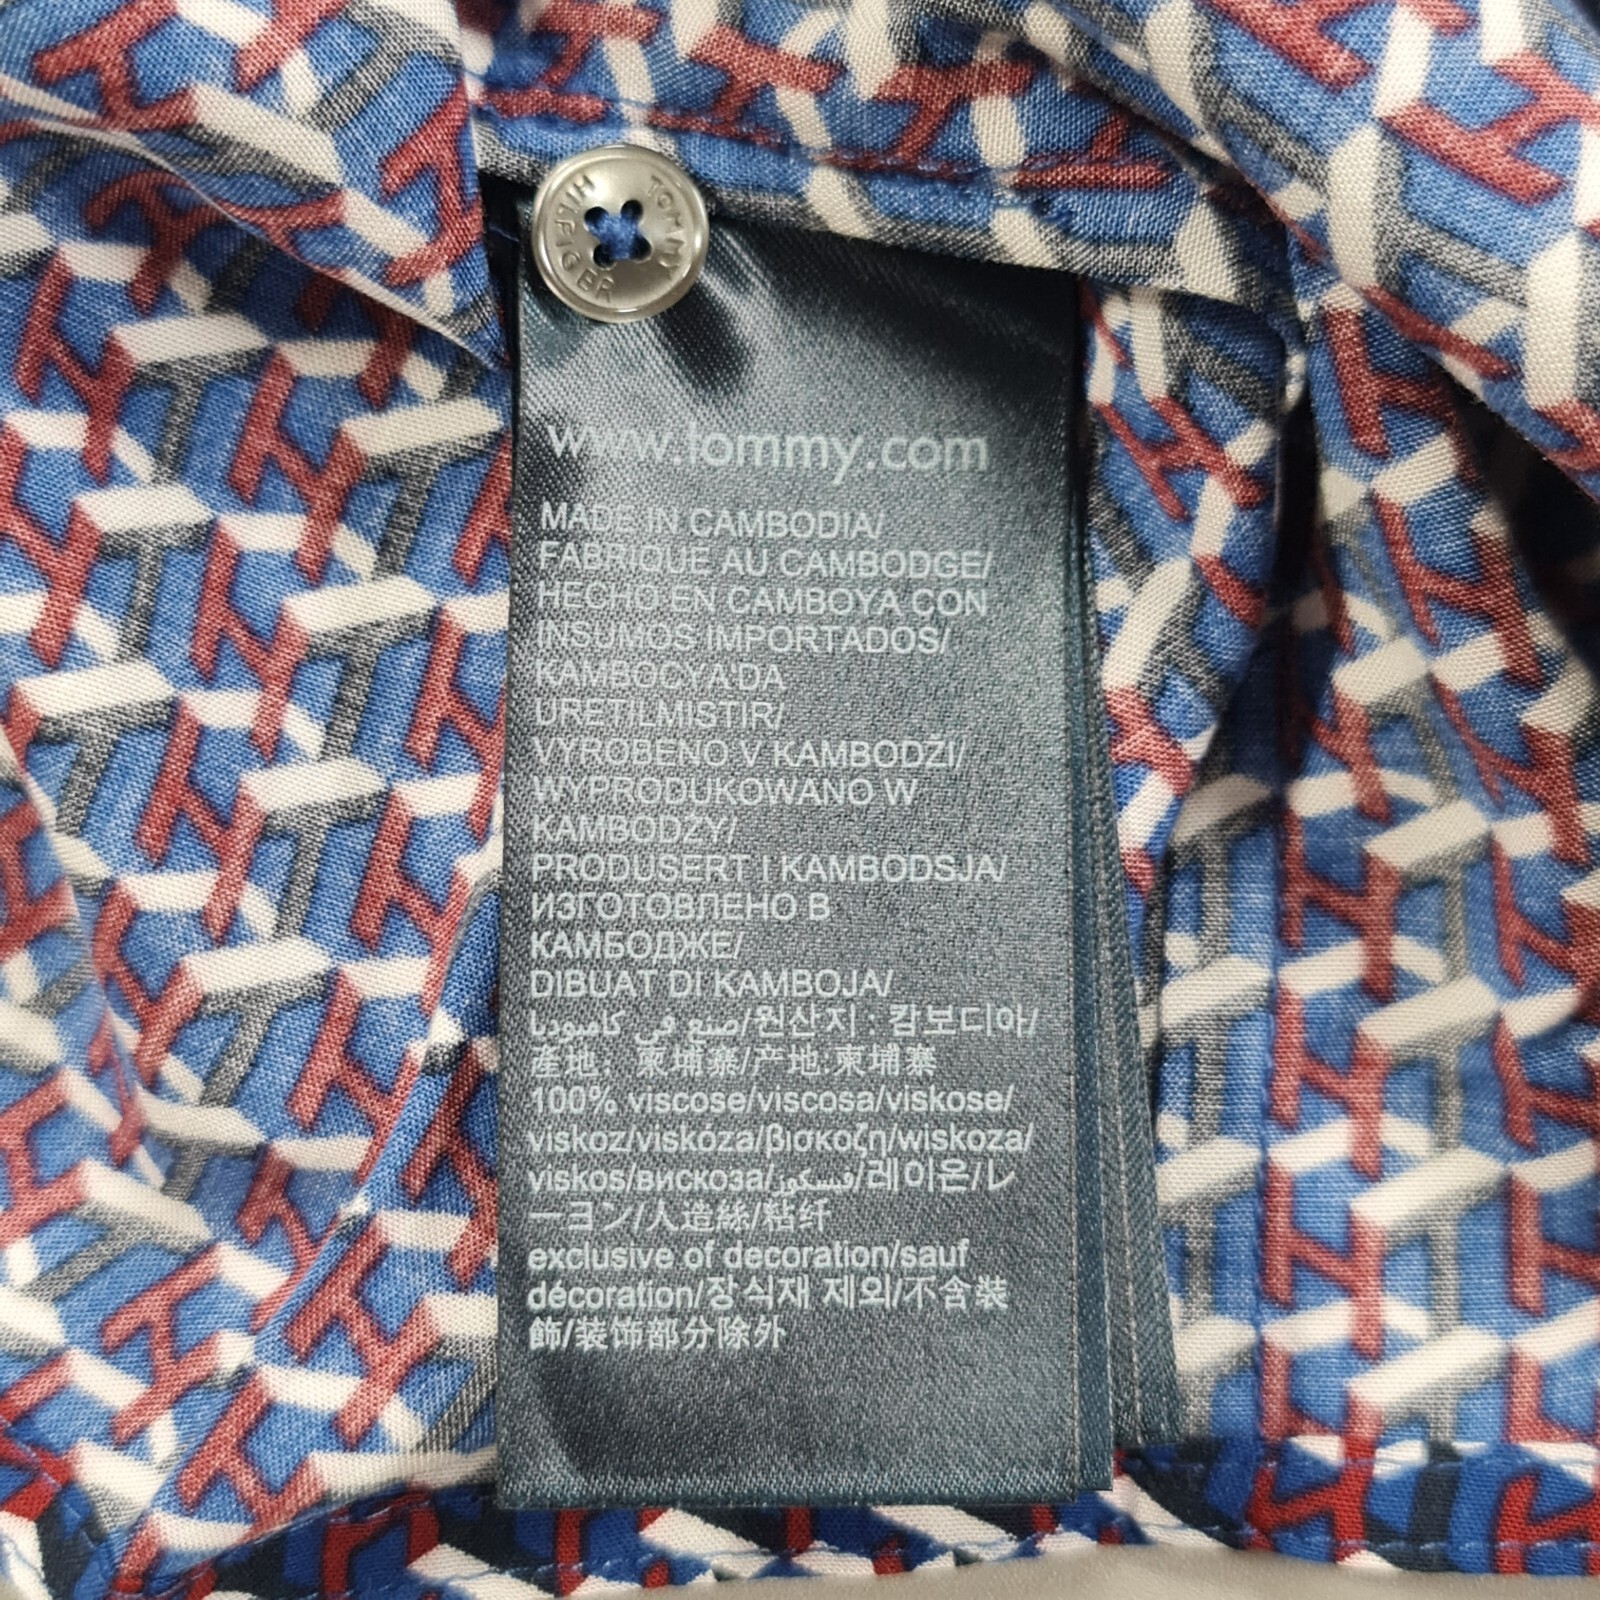 TOMMY HILFIGER
www.tommy.com
MADE IN CAMBODIA/
FABRIQUE AU CAMBODGE/
HECHO EN CAMBOYA CON
INSUMOS IMPORTADOS/
KAMBOCYA'DA
URETILMISTIR/
VYROBENO V KAMBODŽI/
WYPRODUKOWANO W
KAMBODŻY/
PRODUSERT I KAMBODSJA/
ИЗГОТОВЛЕНО В
КАМБОДЖЕ/
DIBUAT DI KAMBOJA/
صنع في كامبوديا/원산지 : 캄보디아/
産地： 柬埔寨/产地:柬埔寨
100% viscose/viscosa/viskose/
viskoz/viskóza/βισκοζη/wiskoza/
viskos/вискоза/فيسكوز/레이온/レ
ーヨン/人造絲/粘纤
exclusive of decoration/sauf
décoration/장식재 제외/不含裝
飾/装饰部分除外